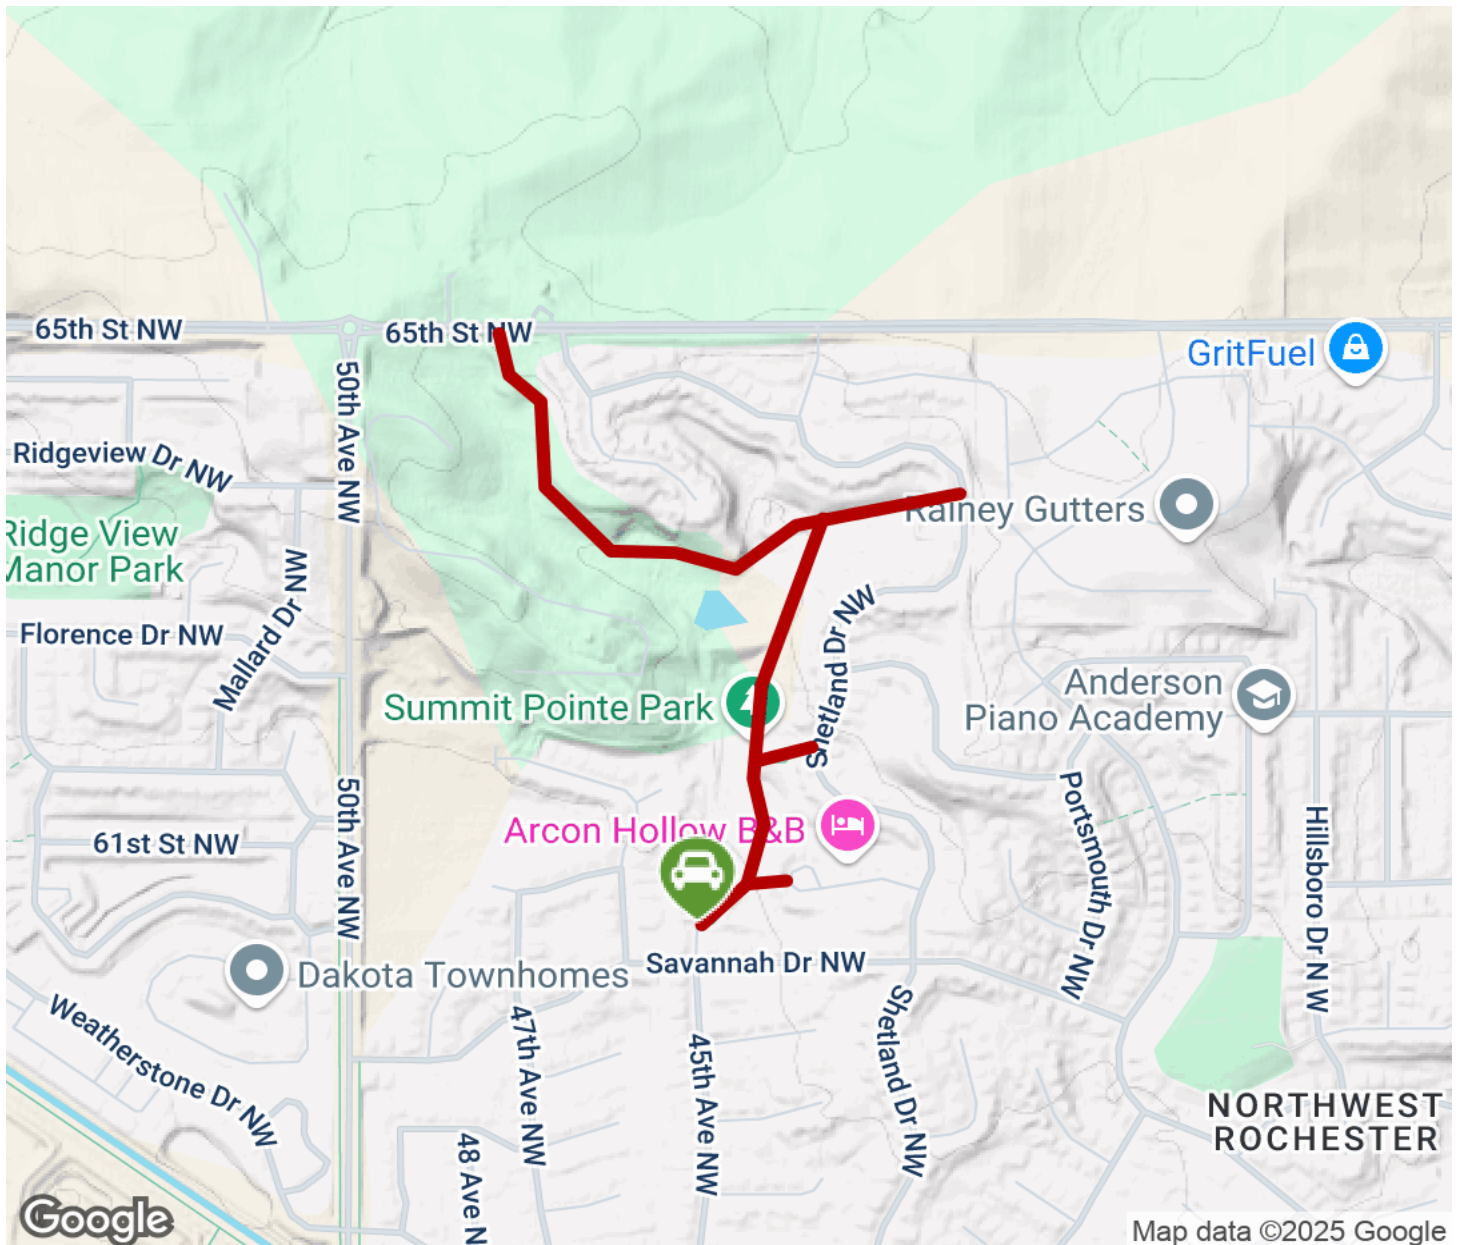 65th St NW
65th St NW
GritFuel
50th Ave NW
Ridgeview Dr NW
Rainey Gutters
Ridge View
Manor Park
Mallard Dr NW
Florence Dr NW
Shetland Dr NW
Summit Pointe Park
Anderson
Piano Academy
Portsmouth Dr NW
50th Ave NW
61st St NW
Arcon Hollow B&B
Hillsboro Dr N W
Dakota Townhomes
Savannah Dr NW
Weatherstone Dr NW
47th Ave NW
45th Ave NW
Shetland Dr NW
48 Ave N
NORTHWEST
ROCHESTER
Google
Map data ©2025 Google